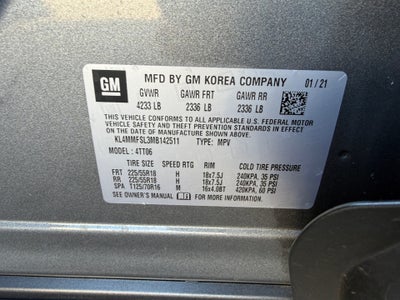 GM
MFD BY GM KOREA COMPANY 01/21
GVWR GAWR FRT GAWR RR
4233 LB 2336 LB 2336 LB
THIS VEHICLE CONFORMS TO ALL APPLICABLE U.S. FEDERAL MOTOR
VEHICLE SAFETY AND THEFT PREVENTION STANDARDS IN EFFECT
ON THE DATE OF MANUFACTURE SHOWN ABOVE.
KL4MMFSL3MB142511 TYPE: MPV
MODEL: 4TT06
TIRE SIZE SPEED RTG RIM COLD TIRE PRESSURE
FRT 225/55R18 H 18x7.5J 240KPA, 35 PSI
RR 225/55R18 H 18x7.5J 240KPA, 35 PSI
SPA T125/70R16 M 16x4.0BT 420KPA, 60 PSI
SEE OWNER'S MANUAL FOR MORE INFORMATION.